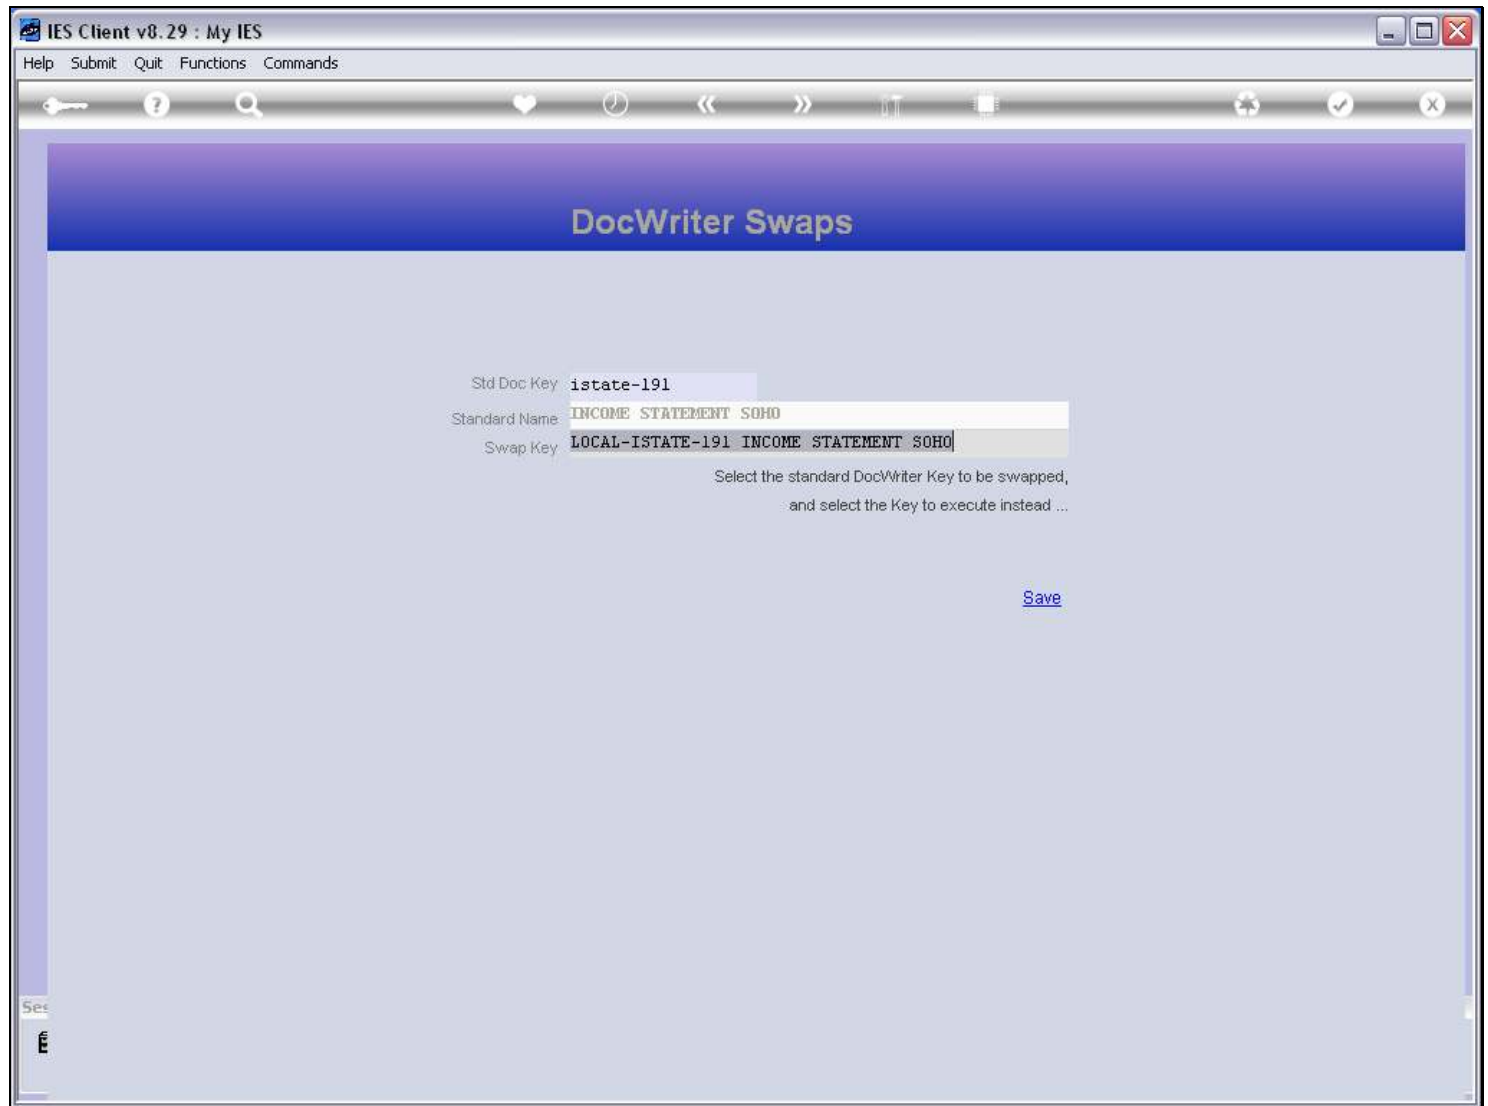 IES Client v8.29 : My IES
Help Submit Quit Functions Commands
DocWriter Swaps
Std Doc Key istate-191
Standard Name INCOME STATEMENT SOHO
Swap Key LOCAL-ISTATE-191 INCOME STATEMENT SOHO
Select the standard DocWriter Key to be swapped,
and select the Key to execute instead ...
Save